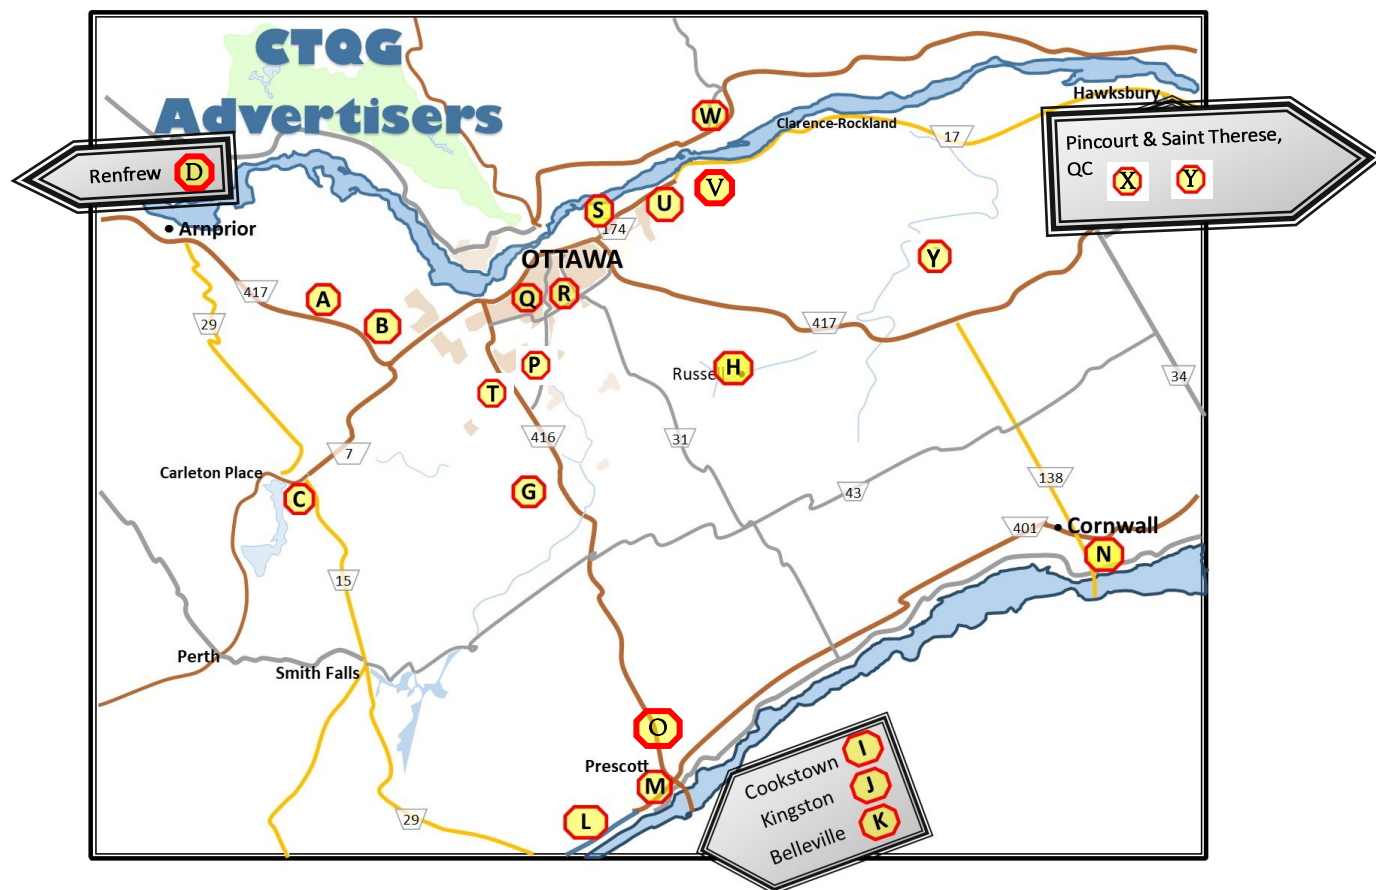 CTQG
Advertisers
W
Hawksbury
Clarence-Rockland
17
Pincourt & Saint Therese,
QC X Y
Renfrew D
V
U
S
174
Arnprior
OTTAWA
Y
417
A
Q
R
29
B
417
Russell
H
P
T
34
416
31
7
Carleton Place
C
G
43
138
401
Cornwall
N
15
Perth
Smith Falls
O
Prescott
M
L
29
Cookstown I
Kingston J
Belleville K